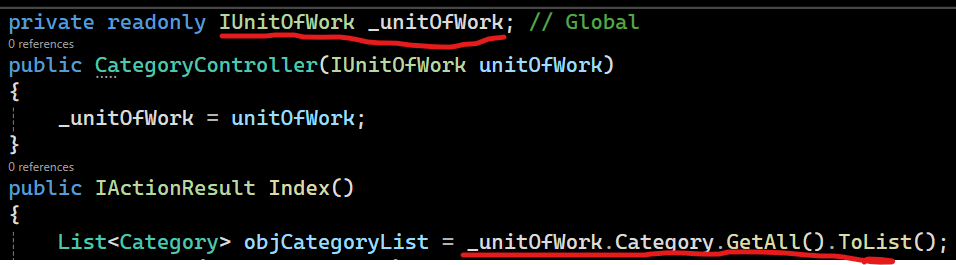 private readonly IUnitOfWork _unitOfWork; // Global
0 references
public CategoryController(IUnitOfWork unitOfWork)
{
_unitOfWork = unitOfWork;
}
0 references
public IActionResult Index()
{
List<Category> objCategoryList = _unitOfWork.Category.GetAll().ToList();